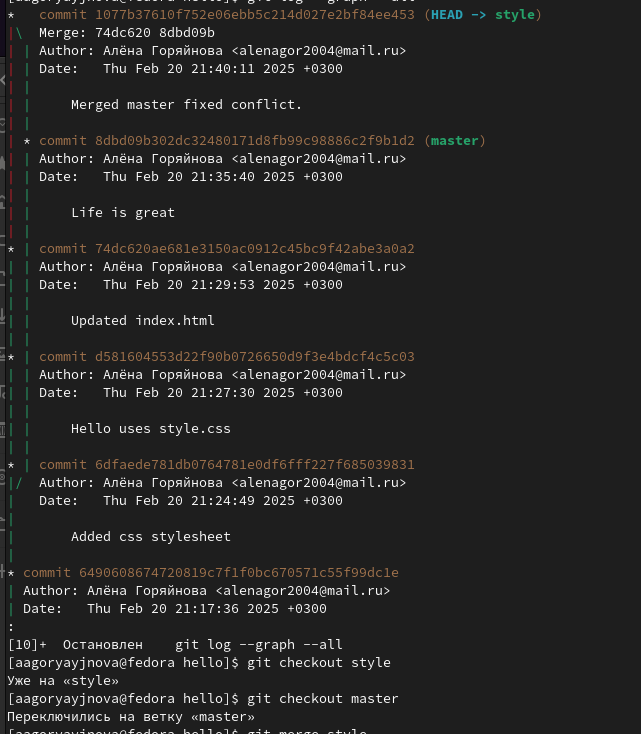 * commit 1077b37610f752e06ebb5c214d027e2bf84ee453 (HEAD -> style)
|\ Merge: 74dc620 8dbd09b
| | Author: Алёна Горяйнова <alenagor2004@mail.ru>
| | Date: Thu Feb 20 21:40:11 2025 +0300
| |
| | Merged master fixed conflict.
| |
| * commit 8dbd09b302dc32480171d8fb99c98886c2f9b1d2 (master)
| | Author: Алёна Горяйнова <alenagor2004@mail.ru>
| | Date: Thu Feb 20 21:35:40 2025 +0300
| |
| | Life is great
| |
* | commit 74dc620ae681e3150ac0912c45bc9f42abe3a0a2
| | Author: Алёна Горяйнова <alenagor2004@mail.ru>
| | Date: Thu Feb 20 21:29:53 2025 +0300
| |
| | Updated index.html
| |
* | commit d581604553d22f90b0726650d9f3e4bdcf4c5c03
| | Author: Алёна Горяйнова <alenagor2004@mail.ru>
| | Date: Thu Feb 20 21:27:30 2025 +0300
| |
| | Hello uses style.css
| |
* | commit 6dfaede781db0764781e0df6fff227f685039831
|/ Author: Алёна Горяйнова <alenagor2004@mail.ru>
| Date: Thu Feb 20 21:24:49 2025 +0300
|
| Added css stylesheet
|
* commit 6490608674720819c7f1f0bc670571c55f99dc1e
| Author: Алёна Горяйнова <alenagor2004@mail.ru>
| Date: Thu Feb 20 21:17:36 2025 +0300
:
[10]+ Остановлен git log --graph --all
[aagoryayjnova@fedora hello]$ git checkout style
Уже на «style»
[aagoryayjnova@fedora hello]$ git checkout master
Переключились на ветку «master»
[aagoryayjnova@fedora hello]$ git merge style